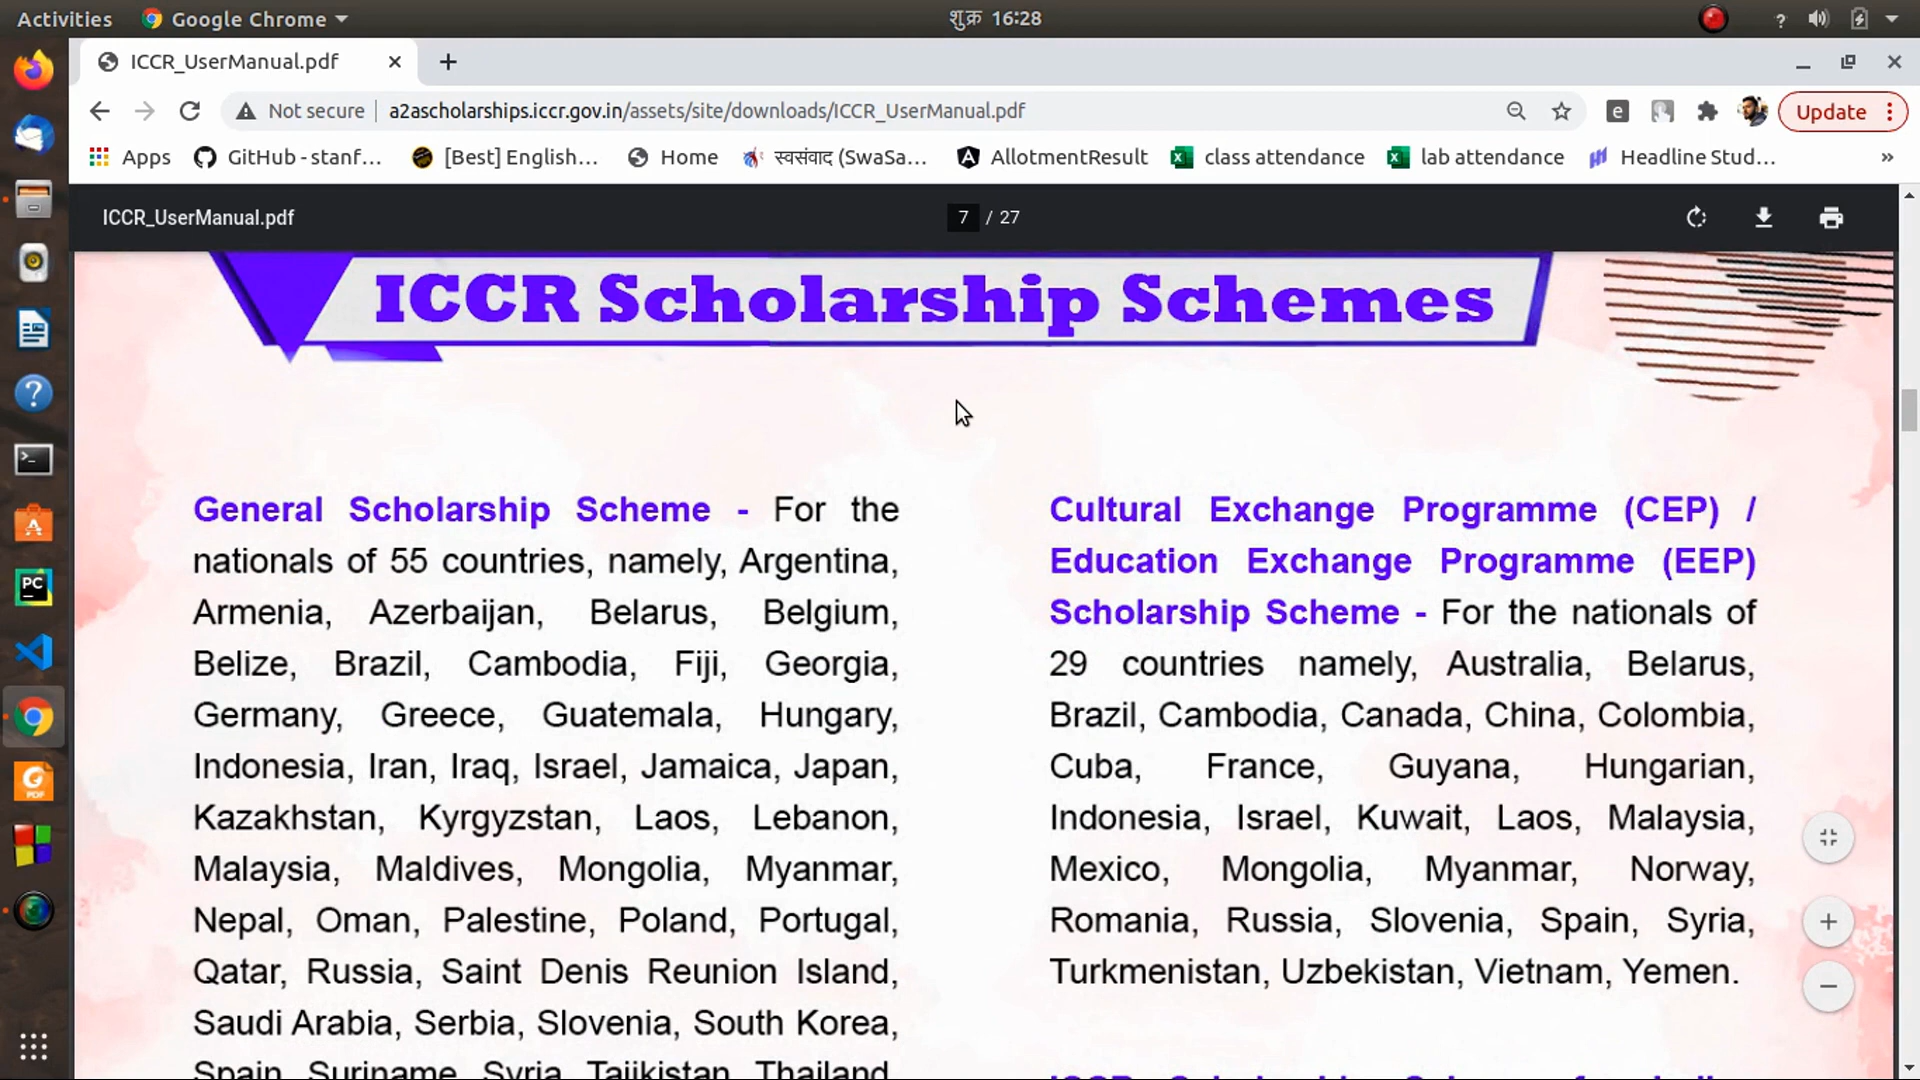 Activities
Google Chrome
शुक्र 16:28
?
ICCR_UserManual.pdf
Not secure
a2ascholarships.iccr.gov.in/assets/site/downloads/ICCR_UserManual.pdf
e
Update
Apps
GitHub - stanf...
[Best] English...
Home
स्वसंवाद (SwaSa...
AllotmentResult
class attendance
lab attendance
Headline Stud...
»
ICCR_UserManual.pdf
7 / 27
ICCR Scholarship Schemes
General Scholarship Scheme - For the
nationals of 55 countries, namely, Argentina,
Armenia, Azerbaijan, Belarus, Belgium,
Belize, Brazil, Cambodia, Fiji, Georgia,
Germany, Greece, Guatemala, Hungary,
Indonesia, Iran, Iraq, Israel, Jamaica, Japan,
Kazakhstan, Kyrgyzstan, Laos, Lebanon,
Malaysia, Maldives, Mongolia, Myanmar,
Nepal, Oman, Palestine, Poland, Portugal,
Qatar, Russia, Saint Denis Reunion Island,
Saudi Arabia, Serbia, Slovenia, South Korea,
Spain, Suriname, Syria, Tajikistan, Thailand,
Cultural Exchange Programme (CEP) /
Education Exchange Programme (EEP)
Scholarship Scheme - For the nationals of
29 countries namely, Australia, Belarus,
Brazil, Cambodia, Canada, China, Colombia,
Cuba, France, Guyana, Hungarian,
Indonesia, Israel, Kuwait, Laos, Malaysia,
Mexico, Mongolia, Myanmar, Norway,
Romania, Russia, Slovenia, Spain, Syria,
Turkmenistan, Uzbekistan, Vietnam, Yemen.
PC
PDF